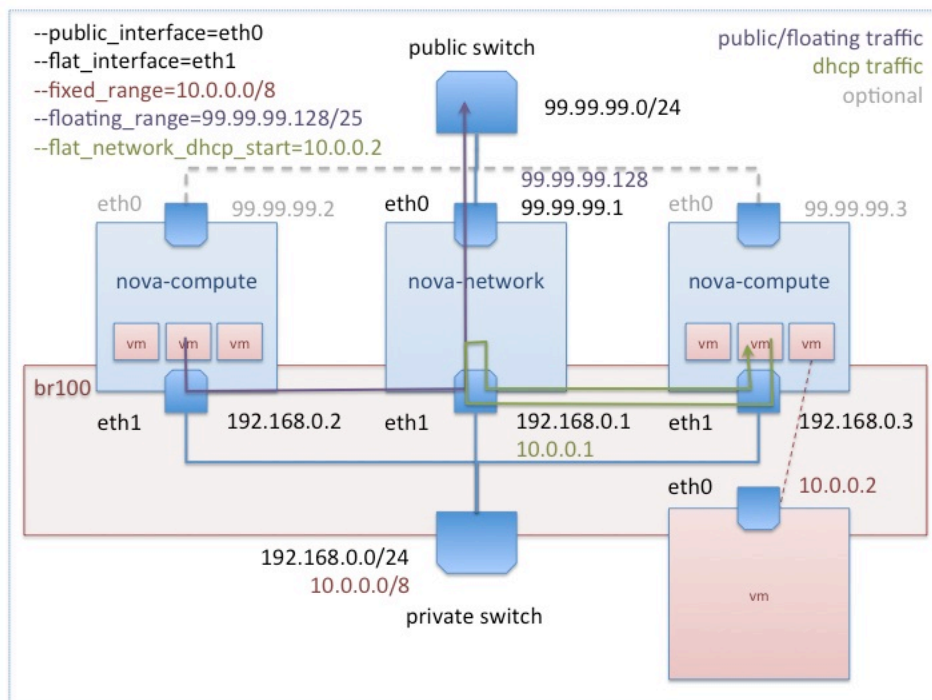 --public_interface=eth0
--flat_interface=eth1
--fixed_range=10.0.0.0/8
--floating_range=99.99.99.128/25
--flat_network_dhcp_start=10.0.0.2
public switch
99.99.99.0/24
public/floating traffic
dhcp traffic
optional
eth0
99.99.99.2
eth0
99.99.99.128
99.99.99.1
eth0
99.99.99.3
nova-compute
nova-network
nova-compute
vm
vm
vm
vm
vm
vm
br100
eth1
192.168.0.2
eth1
192.168.0.1
10.0.0.1
eth1
192.168.0.3
eth0
10.0.0.2
192.168.0.0/24
10.0.0.0/8
private switch
vm